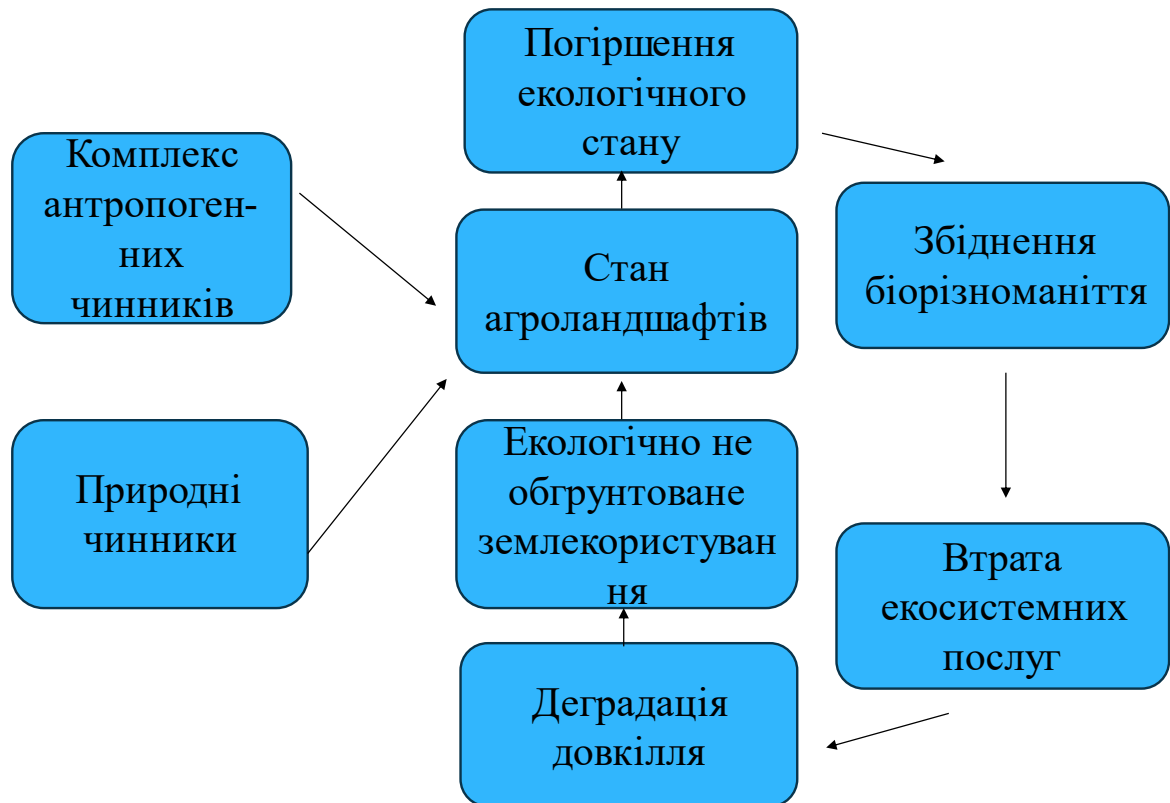 Погіршення
екологічного
стану
Комплекс
антропоген-
них
чинників
Стан
агроландшафтів
Збіднення
біорізноманіття
Природні
чинники
Екологічно не
обгрунтоване
землекористуван
ня
Втрата
екосистемних
послуг
Деградація
довкілля